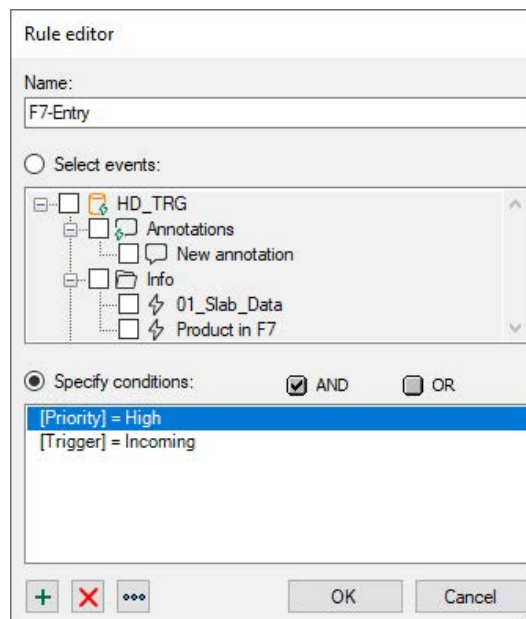 Rule editor
Name:
F7-Entry
Select events:
HD_TRG
Annotations
New annotation
Info
01_Slab_Data
Product in F7
Specify conditions: AND OR
[Priority] = High
[Trigger] = Incoming
OK Cancel